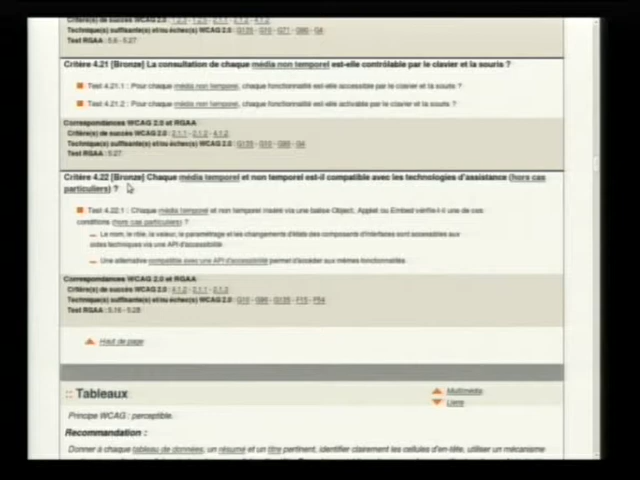 Critère(s) de succès WCAG 2.0 :
Technique(s) suffisante(s) et/ou échec(s) WCAG 2.0 : G135 - G10 - G71 - G90 - G4
Test RGAA : 5.6 - 5.27
Critère 4.21 [Bronze] La consultation de chaque média non temporel est-elle contrôlable par le clavier et la souris ?
Test 4.21.1 : Pour chaque média non temporel, chaque fonctionnalité est-elle accessible par le clavier et la souris ?
Test 4.21.2 : Pour chaque média non temporel, chaque fonctionnalité est-elle activable par le clavier et la souris ?
Correspondances WCAG 2.0 et RGAA
Critère(s) de succès WCAG 2.0 : 2.1.1 - 2.1.2 - 4.1.2
Technique(s) suffisante(s) et/ou échec(s) WCAG 2.0 : G135 - G10 - G90 - G4
Test RGAA : 5.27
Critère 4.22 [Bronze] Chaque média temporel et non temporel est-il compatible avec les technologies d'assistance (hors cas
particuliers) ?
Test 4.22.1 : Chaque média temporel et non temporel inséré via une balise Object, Applet ou Embed vérifie-t-il une de ces
conditions (hors cas particuliers) ?
Le nom, le rôle, la valeur, le paramétrage et les changements d'états des composants d'interfaces sont accessibles aux
aides techniques via une API d'accessibilité.
Une alternative compatible avec une API d'accessibilité permet d'accéder aux mêmes fonctionnalités.
Correspondances WCAG 2.0 et RGAA
Critère(s) de succès WCAG 2.0 : 4.1.2 - 2.1.1 - 2.1.3
Technique(s) suffisante(s) et/ou échec(s) WCAG 2.0 : G10 - G90 - G135 - F15 - F54
Test RGAA : 5.16 - 5.28
Haut de page
:: Tableaux
Multimédia
Liens
Principe WCAG : perceptible.
Recommandation :
Donner à chaque tableau de données, un résumé et un titre pertinent, identifier clairement les cellules d'en-tête, utiliser un mécanisme